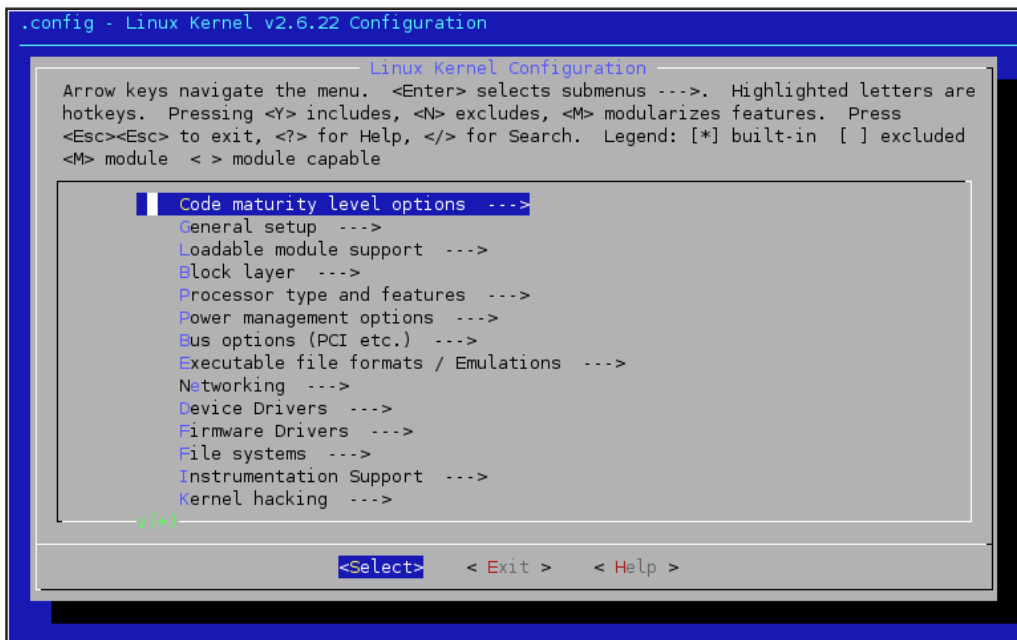 .config - Linux Kernel v2.6.22 Configuration
Linux Kernel Configuration
Arrow keys navigate the menu.  <Enter> selects submenus --->.  Highlighted letters are
hotkeys.  Pressing <Y> includes, <N> excludes, <M> modularizes features.  Press
<Esc><Esc> to exit, <?> for Help, </> for Search.  Legend: [*] built-in  [ ] excluded
<M> module  < > module capable
Code maturity level options  --->
General setup  --->
Loadable module support  --->
Block layer  --->
Processor type and features  --->
Power management options  --->
Bus options (PCI etc.)  --->
Executable file formats / Emulations  --->
Networking  --->
Device Drivers  --->
Firmware Drivers  --->
File systems  --->
Instrumentation Support  --->
Kernel hacking  --->
v(+)
<Select>    < Exit >    < Help >